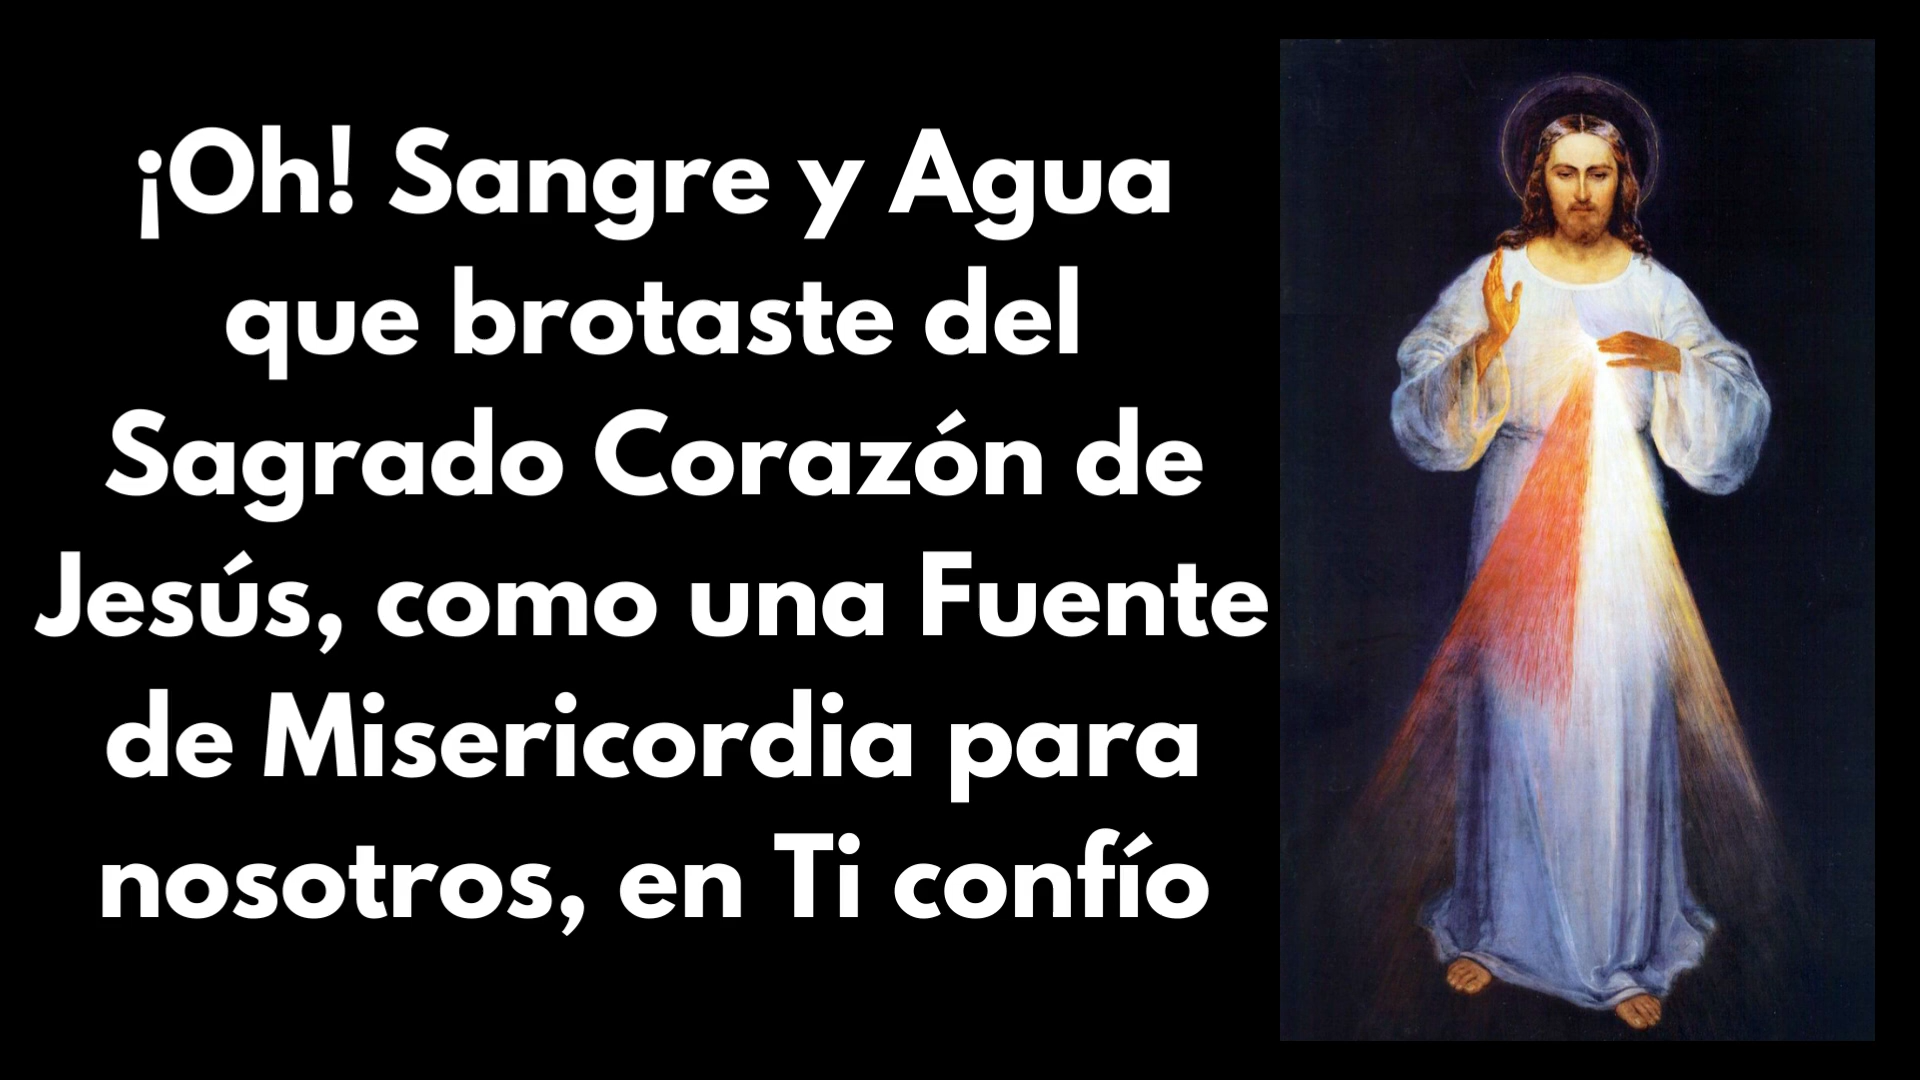 ¡Oh! Sangre y Agua
que brotaste del
Sagrado Corazón de
Jesús, como una Fuente
de Misericordia para
nosotros, en Ti confío